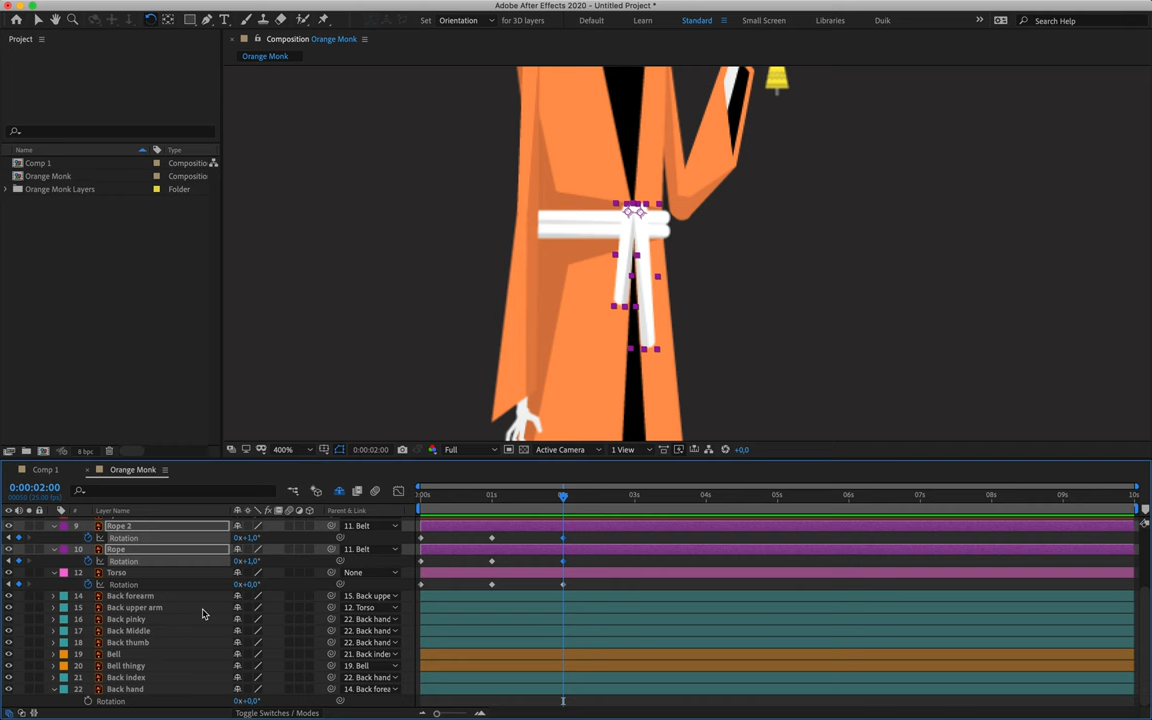 Adobe After Effects 2020 - Untitled Project *
Set Orientation for 3D layers Default Learn Standard Small Screen Libraries Duik Search Help
Project
Composition Orange Monk
Orange Monk
Name Type
Comp 1 Compositio
Orange Monk Compositio
Orange Monk Layers Folder
8 bpc
400% 0:00:02:00 Full Active Camera 1 View +0,0
Comp 1 Orange Monk
0:00:02:00
00050 (25.00 fps)
01s 03s 04s 05s 06s 07s 08s 09s 10s
# Layer Name Parent & Link
9 Rope 2 11. Belt
Rotation 0x+1,0°
10 Rope 11. Belt
Rotation 0x+1,0°
12 Torso None
Rotation 0x+0,0°
14 Back forearm 15. Back uppe
15 Back upper arm 12. Torso
16 Back pinky 22. Back hand
17 Back Middle 22. Back hand
18 Back thumb 22. Back hand
19 Bell 21. Back index
20 Bell thingy 19. Bell
21 Back index 22. Back hand
22 Back hand 14. Back forea
Rotation 0x+0,0°
Toggle Switches / Modes